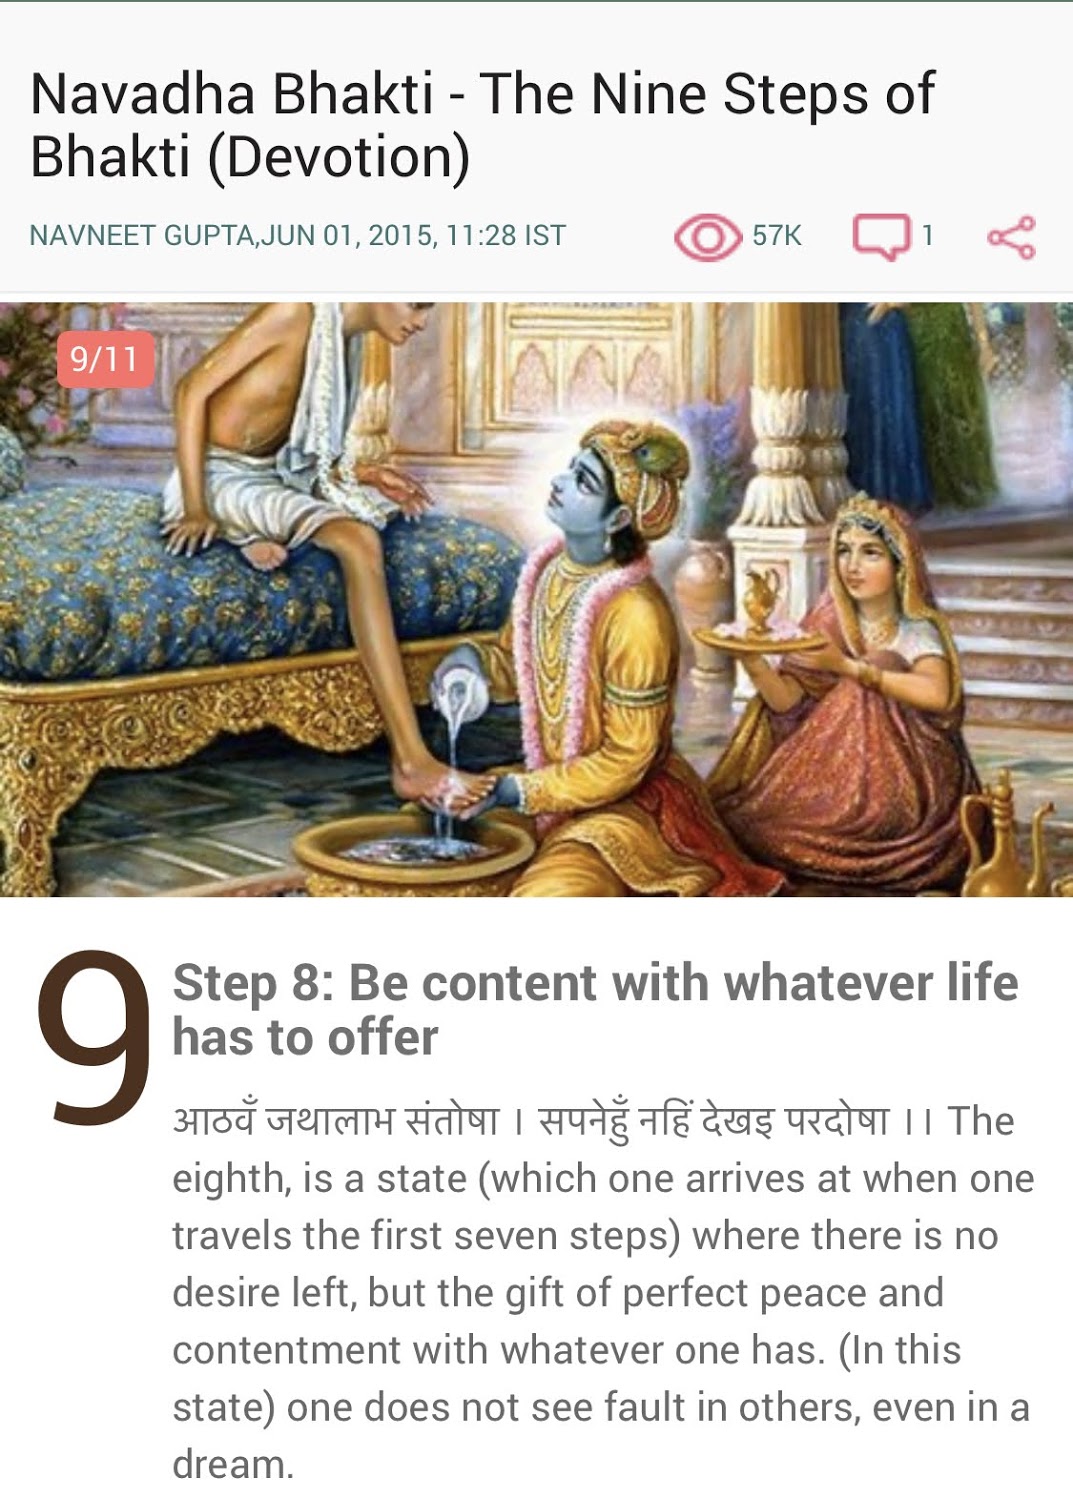 Navadha Bhakti - The Nine Steps of
Bhakti (Devotion)
NAVNEET GUPTA,JUN 01, 2015, 11:28 IST
57K
1
9/11
9
Step 8: Be content with whatever life
has to offer
आठवँ जथालाभ संतोषा । सपनेहुँ नहिं देखइ परदोषा ।। The
eighth, is a state (which one arrives at when one
travels the first seven steps) where there is no
desire left, but the gift of perfect peace and
contentment with whatever one has. (In this
state) one does not see fault in others, even in a
dream.